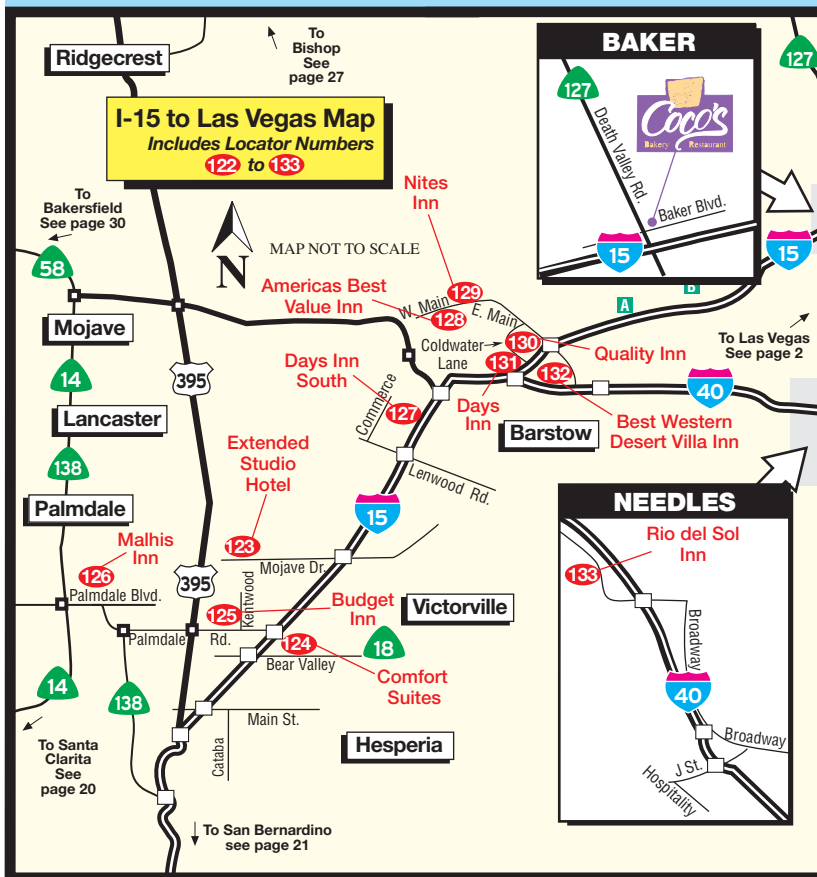 Ridgecrest
To
Bishop
See
page 27
I-15 to Las Vegas Map
Includes Locator Numbers
122 to 133
BAKER
127
Death Valley Rd.
Coco's
Bakery Restaurant
Baker Blvd.
15
127
15
To
Bakersfield
See page 30
58
N
MAP NOT TO SCALE
Nites
Inn
Americas Best
Value Inn
W. Main
129
128
E. Main
A
B
Mojave
Coldwater
Lane
130
131
Quality Inn
132
To Las Vegas
See page 2
14
395
Days Inn
South
Commerce
127
Days
Inn
Barstow
Best Western
Desert Villa Inn
40
Lancaster
138
Extended
Studio
Hotel
Lenwood Rd.
15
Palmdale
Malhis
Inn
126
Palmdale Blvd.
395
123
Mojave Dr.
Kentwood
125
Budget
Inn
Victorville
Palmdale Rd.
124
Bear Valley
18
Comfort
Suites
14
138
Main St.
Cataba
Hesperia
To Santa
Clarita
See
page 20
To San Bernardino
see page 21
NEEDLES
Rio del Sol
Inn
133
Broadway
40
Broadway
J St.
Hospitality